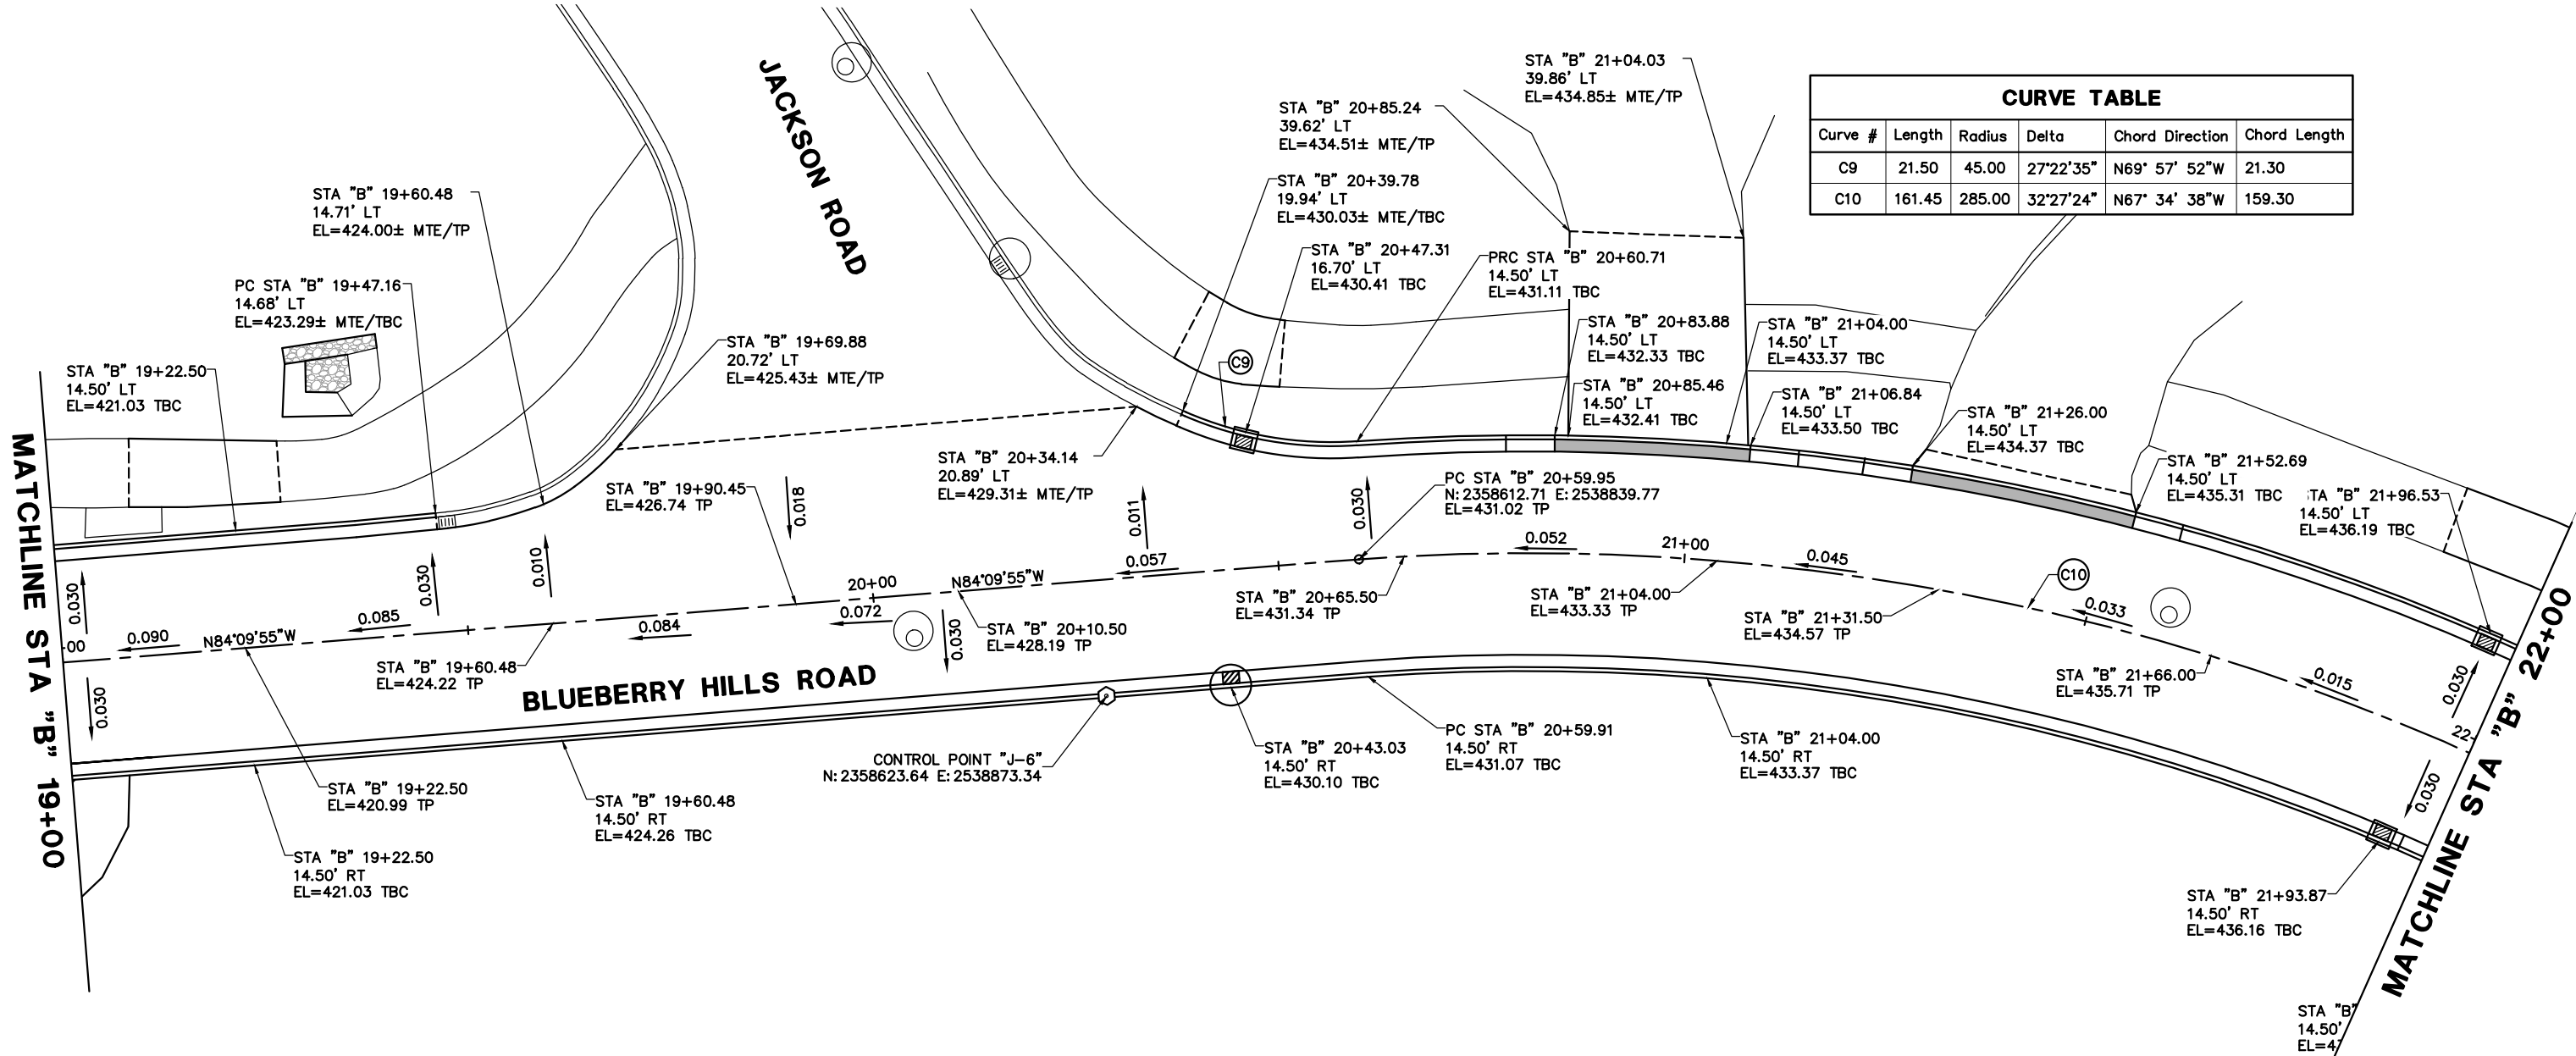 JACKSON ROAD
STA "B" 21+04.03
39.86' LT
EL=434.85± MTE/TP
STA "B" 20+85.24
39.62' LT
EL=434.51± MTE/TP
CURVE TABLE
Curve # Length Radius Delta Chord Direction Chord Length
C9 21.50 45.00 27°22'35" N69° 57' 52"W 21.30
C10 161.45 285.00 32°27'24" N67° 34' 38"W 159.30
STA "B" 19+60.48
14.71' LT
EL=424.00± MTE/TP
STA "B" 20+39.78
19.94' LT
EL=430.03± MTE/TBC
STA "B" 20+47.31
16.70' LT
EL=430.41 TBC
PRC STA "B" 20+60.71
14.50' LT
EL=431.11 TBC
PC STA "B" 19+47.16
14.68' LT
EL=423.29± MTE/TBC
STA "B" 20+83.88
14.50' LT
EL=432.33 TBC
STA "B" 21+04.00
14.50' LT
EL=433.37 TBC
STA "B" 19+69.88
20.72' LT
EL=425.43± MTE/TP
C9
STA "B" 19+22.50
14.50' LT
EL=421.03 TBC
STA "B" 20+85.46
14.50' LT
EL=432.41 TBC
STA "B" 21+06.84
14.50' LT
EL=433.50 TBC
STA "B" 21+26.00
14.50' LT
EL=434.37 TBC
STA "B" 20+34.14
20.89' LT
EL=429.31± MTE/TP
STA "B" 21+52.69
14.50' LT
EL=435.31 TBC
TA "B" 21+96.53
14.50' LT
EL=436.19 TBC
STA "B" 19+90.45
EL=426.74 TP
PC STA "B" 20+59.95
N: 2358612.71 E: 2538839.77
EL=431.02 TP
MATCHLINE STA "B" 19+00
0.030
0.030
0.010
0.018
0.011
0.030
0.052
21+00
0.045
C10
0.057
20+00
N84°09'55"W
0.072
0.033
00
0.090
N84°09'55"W
0.085
0.084
0.030
STA "B" 20+10.50
EL=428.19 TP
STA "B" 20+65.50
EL=431.34 TP
STA "B" 21+04.00
EL=433.33 TP
STA "B" 21+31.50
EL=434.57 TP
STA "B" 19+60.48
EL=424.22 TP
STA "B" 21+66.00
EL=435.71 TP
0.015
0.030
22
MATCHLINE STA "B" 22+00
0.030
BLUEBERRY HILLS ROAD
0.030
CONTROL POINT "J-6"
N: 2358623.64 E: 2538873.34
STA "B" 20+43.03
14.50' RT
EL=430.10 TBC
PC STA "B" 20+59.91
14.50' RT
EL=431.07 TBC
STA "B" 21+04.00
14.50' RT
EL=433.37 TBC
STA "B" 19+22.50
EL=420.99 TP
STA "B" 19+60.48
14.50' RT
EL=424.26 TBC
STA "B" 19+22.50
14.50' RT
EL=421.03 TBC
STA "B" 21+93.87
14.50' RT
EL=436.16 TBC
STA "B"
14.50'
EL=4